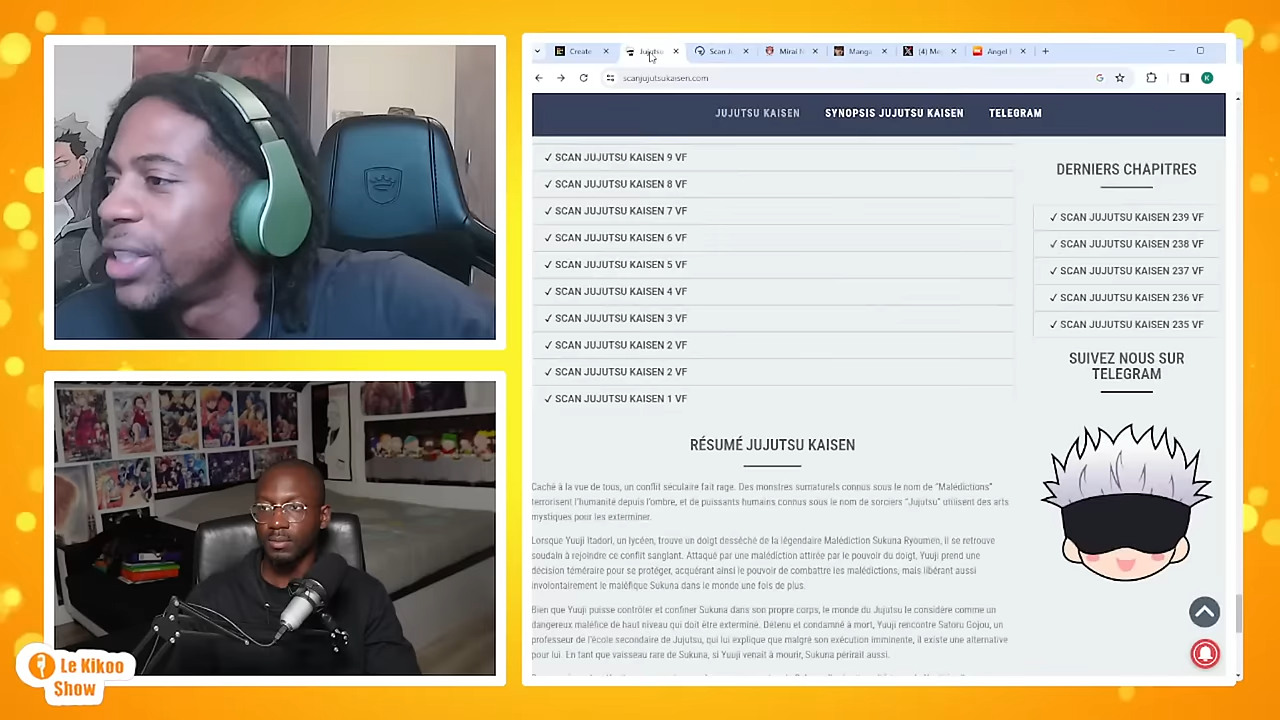 Create
Jujutsu
Scan J
Mirai N
Manga
(4) Me
Angel
scanjujutsukaisen.com
G
K
JUJUTSU KAISEN
SYNOPSIS JUJUTSU KAISEN
TELEGRAM
✓ SCAN JUJUTSU KAISEN 9 VF
✓ SCAN JUJUTSU KAISEN 8 VF
✓ SCAN JUJUTSU KAISEN 7 VF
✓ SCAN JUJUTSU KAISEN 6 VF
✓ SCAN JUJUTSU KAISEN 5 VF
✓ SCAN JUJUTSU KAISEN 4 VF
✓ SCAN JUJUTSU KAISEN 3 VF
✓ SCAN JUJUTSU KAISEN 2 VF
✓ SCAN JUJUTSU KAISEN 2 VF
✓ SCAN JUJUTSU KAISEN 1 VF
RÉSUMÉ JUJUTSU KAISEN
Caché à la vue de tous, un conflit séculaire fait rage. Des monstres surnaturels connus sous le nom de "Malédictions"
terrorisent l'humanité depuis l'ombre, et de puissants humains connus sous le nom de sorciers "Jujutsu" utilisent des arts
mystiques pour les exterminer.
Lorsque Yuuji Itadori, un lycéen, trouve un doigt desséché de la légendaire Malédiction Sukuna Ryoumen, il se retrouve
soudain à rejoindre ce conflit sanglant. Attaqué par une malédiction attirée par le pouvoir du doigt, Yuuji prend une
décision téméraire pour se protéger, acquérant ainsi le pouvoir de combattre les malédictions, mais libérant aussi
involontairement le maléfique Sukuna dans le monde une fois de plus.
Bien que Yuuji puisse contrôler et confiner Sukuna dans son propre corps, le monde du Jujutsu le considère comme un
dangereux maléfice de haut niveau qui doit être exterminé. Détenu et condamné à mort, Yuuji rencontre Satoru Gojou, un
professeur de l'école secondaire de Jujutsu, qui lui explique que malgré son exécution imminente, il existe une alternative
pour lui. En tant que vaisseau rare de Sukuna, si Yuuji venait à mourir, Sukuna périrait aussi.
DERNIERS CHAPITRES
✓ SCAN JUJUTSU KAISEN 239 VF
✓ SCAN JUJUTSU KAISEN 238 VF
✓ SCAN JUJUTSU KAISEN 237 VF
✓ SCAN JUJUTSU KAISEN 236 VF
✓ SCAN JUJUTSU KAISEN 235 VF
SUIVEZ NOUS SUR
TELEGRAM
Le Kikoo
Show